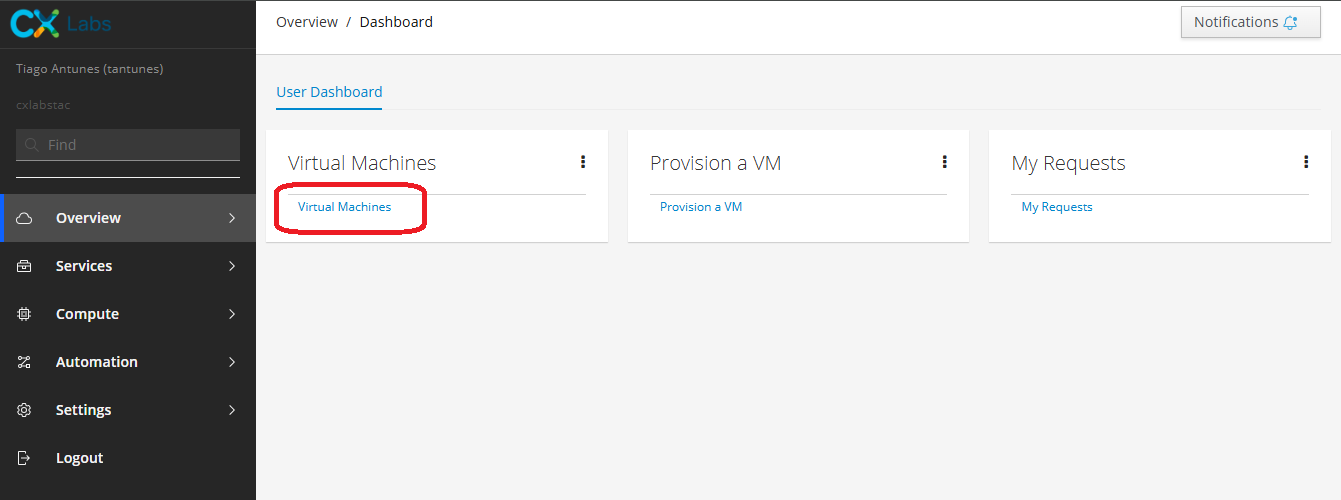 CX Labs
Tiago Antunes (tantunes)
cxlabstac
Find
Overview
Services
Compute
Automation
Settings
Logout
Overview / Dashboard
Notifications
User Dashboard
Virtual Machines
Virtual Machines
Provision a VM
Provision a VM
My Requests
My Requests